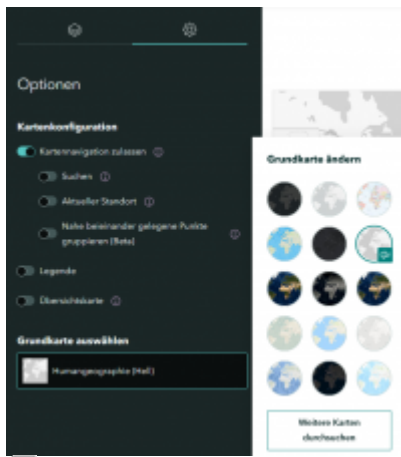 Optionen
Kartenkonfiguration
Kartennavigation zulassen
Suchen
Aktueller Standort
Nahe beieinander gelegene Punkte
gruppieren (Beta)
Legende
Übersichtskarte
Grundkarte auswählen
Humangeographie (Hell)
Grundkarte ändern
Weitere Karten
durchsuchen